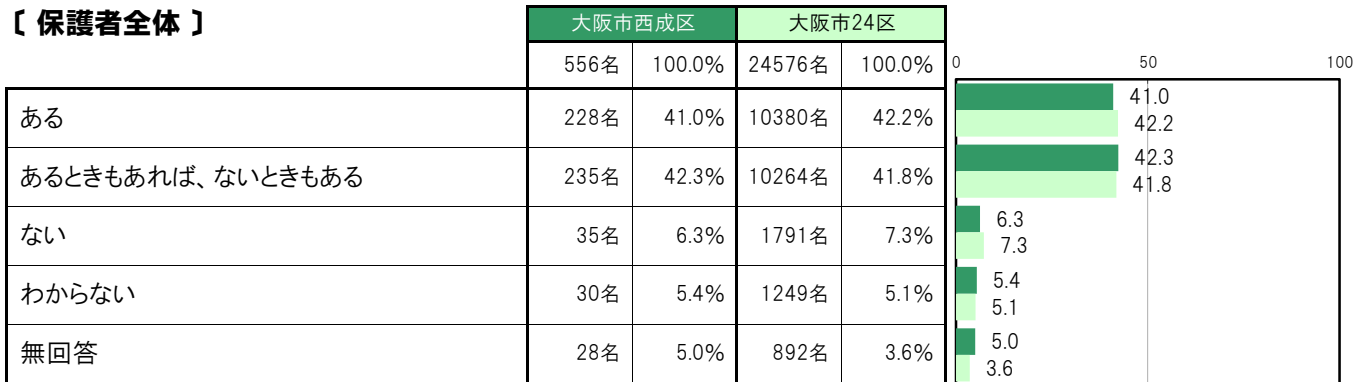 〔 保護者全体 〕
大阪市西成区 大阪市24区
556名 100.0% 24576名 100.0%
0 50 100
ある 228名 41.0% 10380名 42.2%
41.0
42.2
あるときもあれば、ないときもある 235名 42.3% 10264名 41.8%
42.3
41.8
ない 35名 6.3% 1791名 7.3%
6.3
7.3
わからない 30名 5.4% 1249名 5.1%
5.4
5.1
無回答 28名 5.0% 892名 3.6%
5.0
3.6